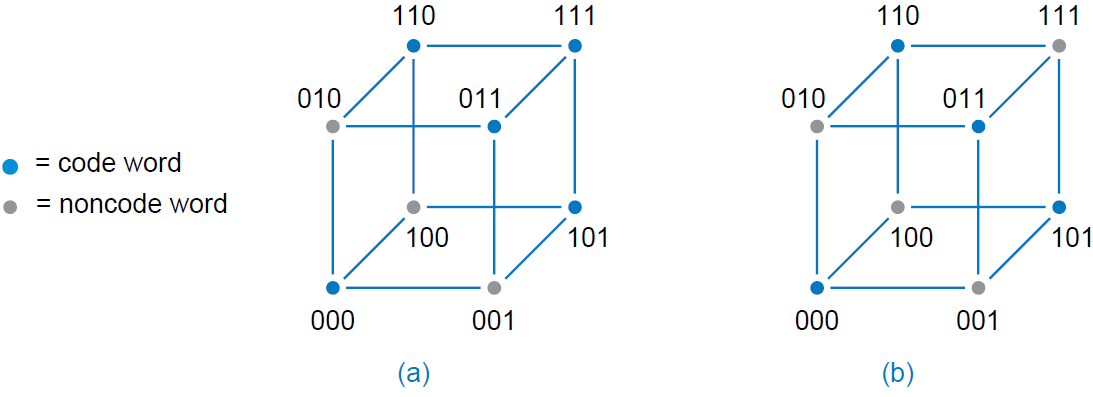 110 111 110 111
010 011 010 011
= code word
= noncode word
100 101 100 101
000 001 000 001
(a) (b)